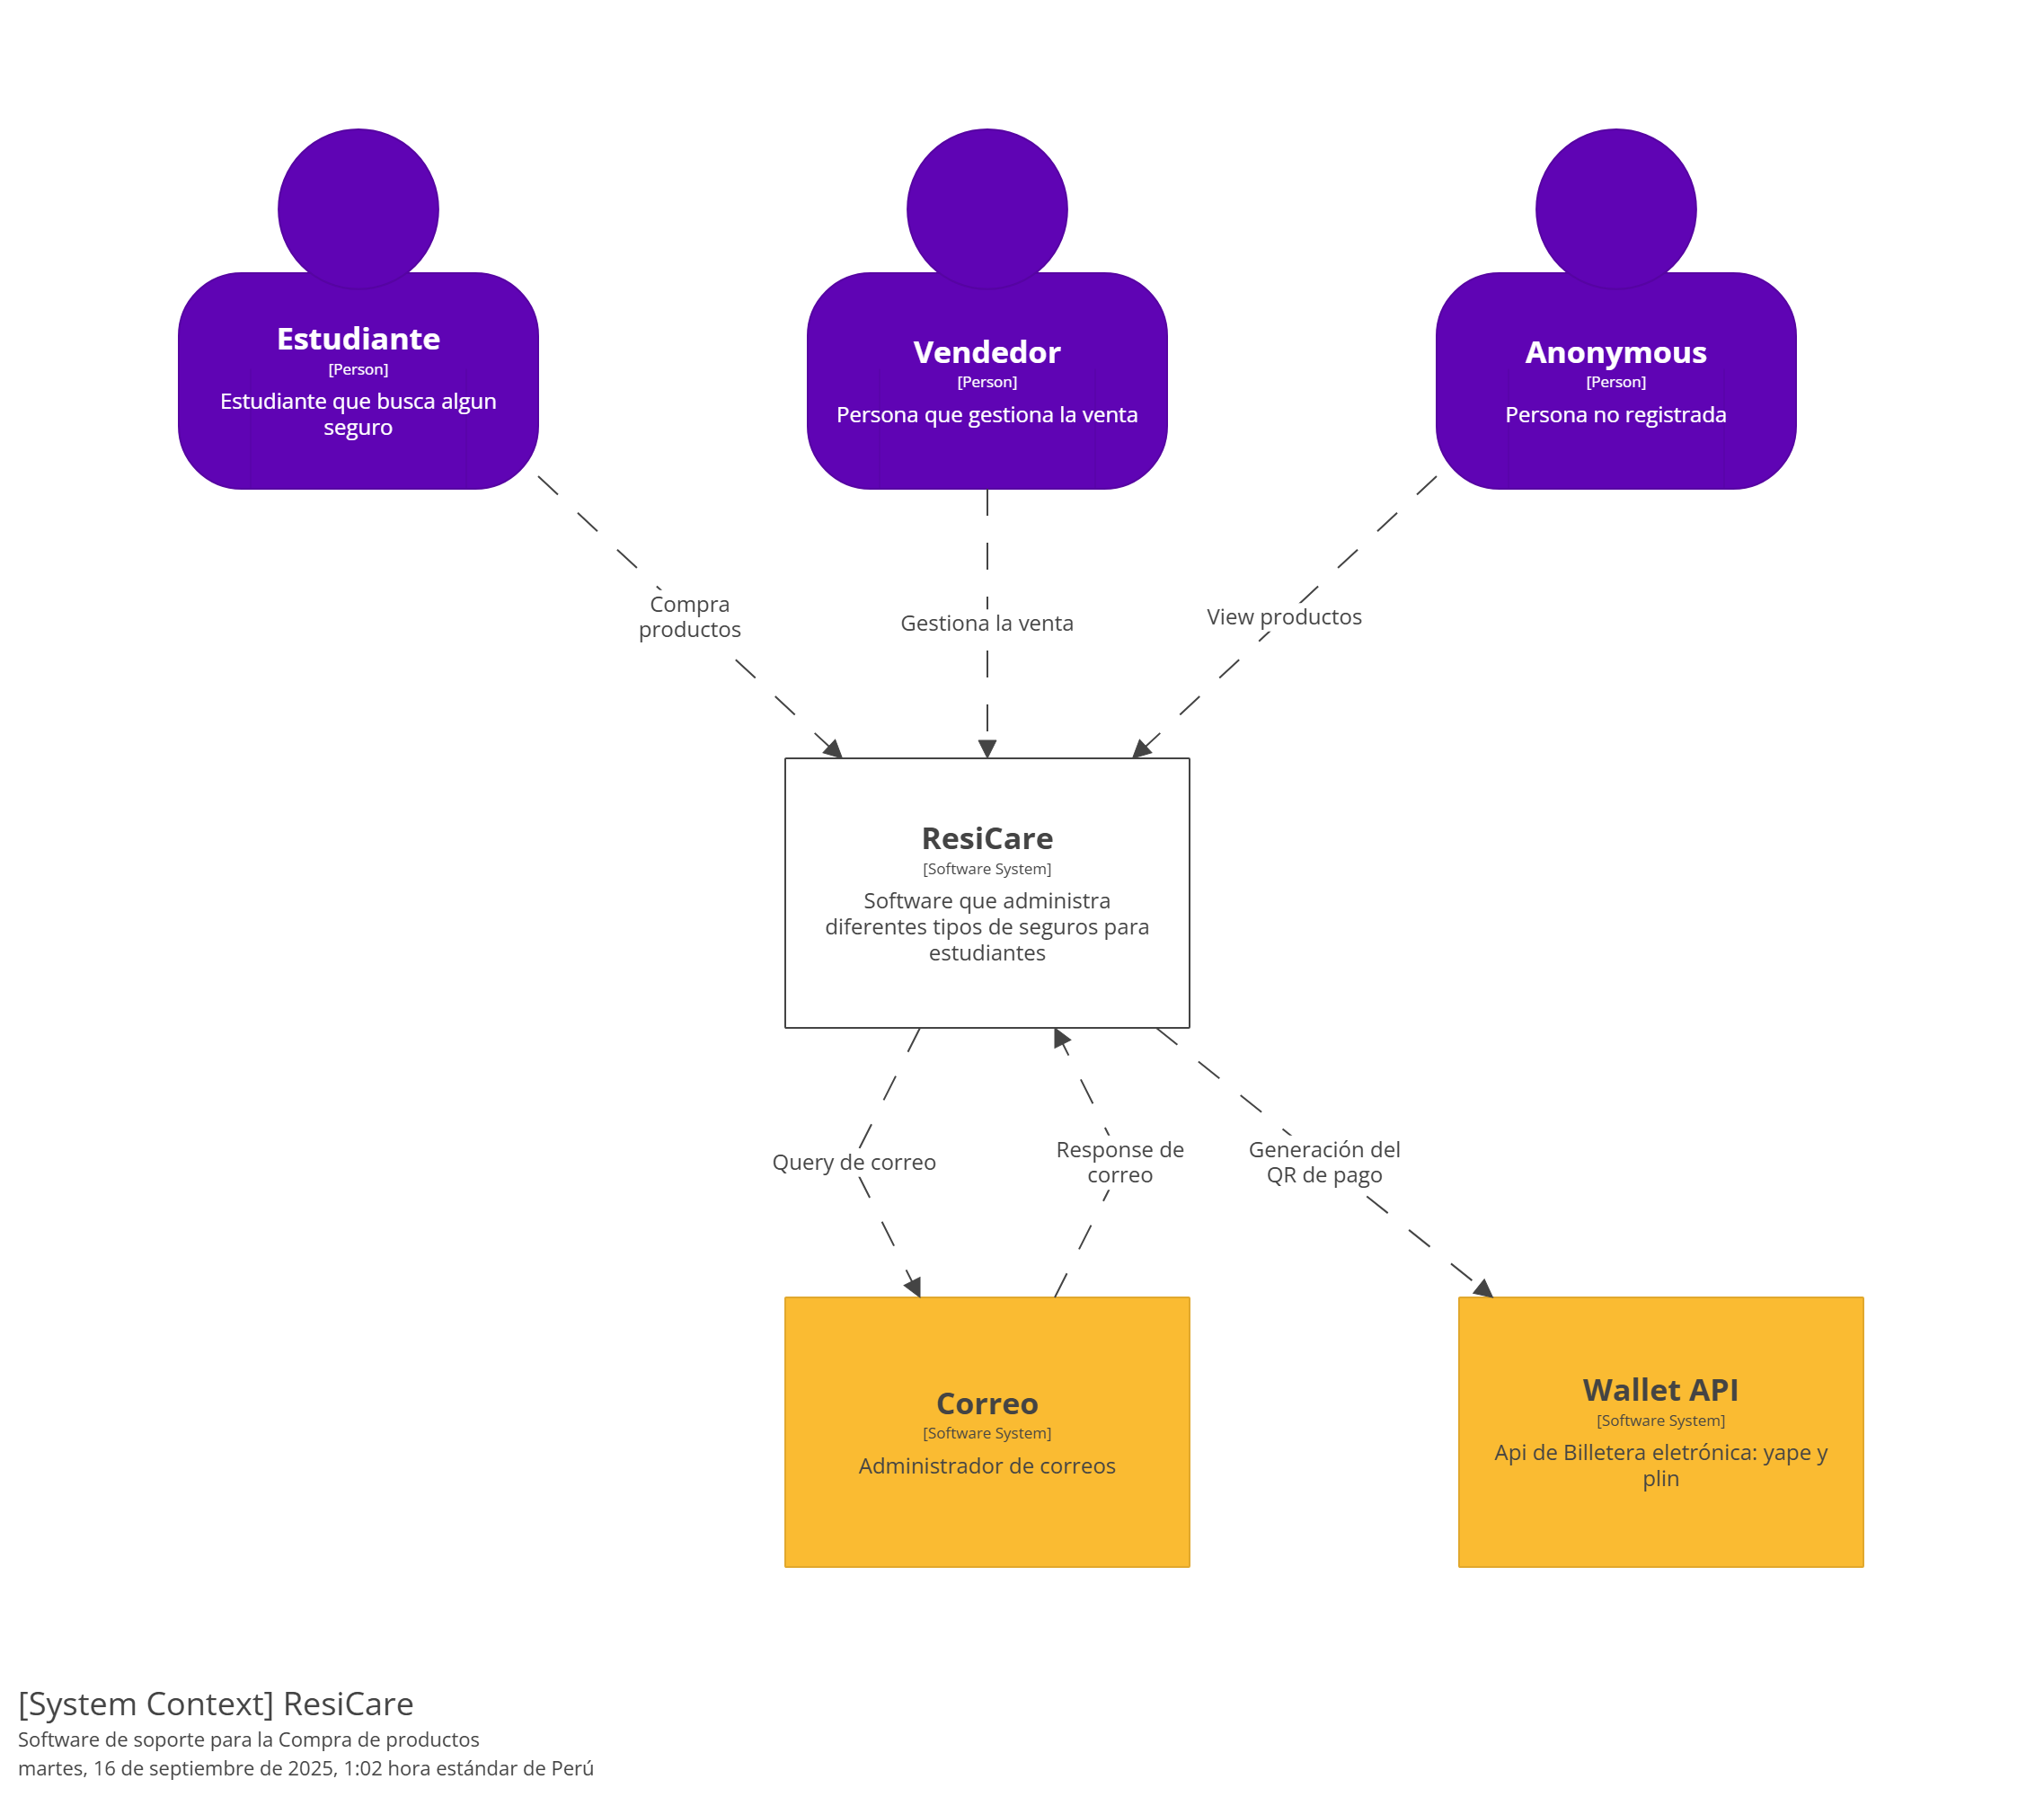 Estudiante
[Person]
Estudiante que busca algun
seguro
Vendedor
[Person]
Persona que gestiona la venta
Anonymous
[Person]
Persona no registrada
Compra
productos
Gestiona la venta
View productos
ResiCare
[Software System]
Software que administra
diferentes tipos de seguros para
estudiantes
Query de correo
Response de
correo
Generación del
QR de pago
Correo
[Software System]
Administrador de correos
Wallet API
[Software System]
Api de Billetera eletrónica: yape y
plin
[System Context] ResiCare
Software de soporte para la Compra de productos
martes, 16 de septiembre de 2025, 1:02 hora estándar de Perú